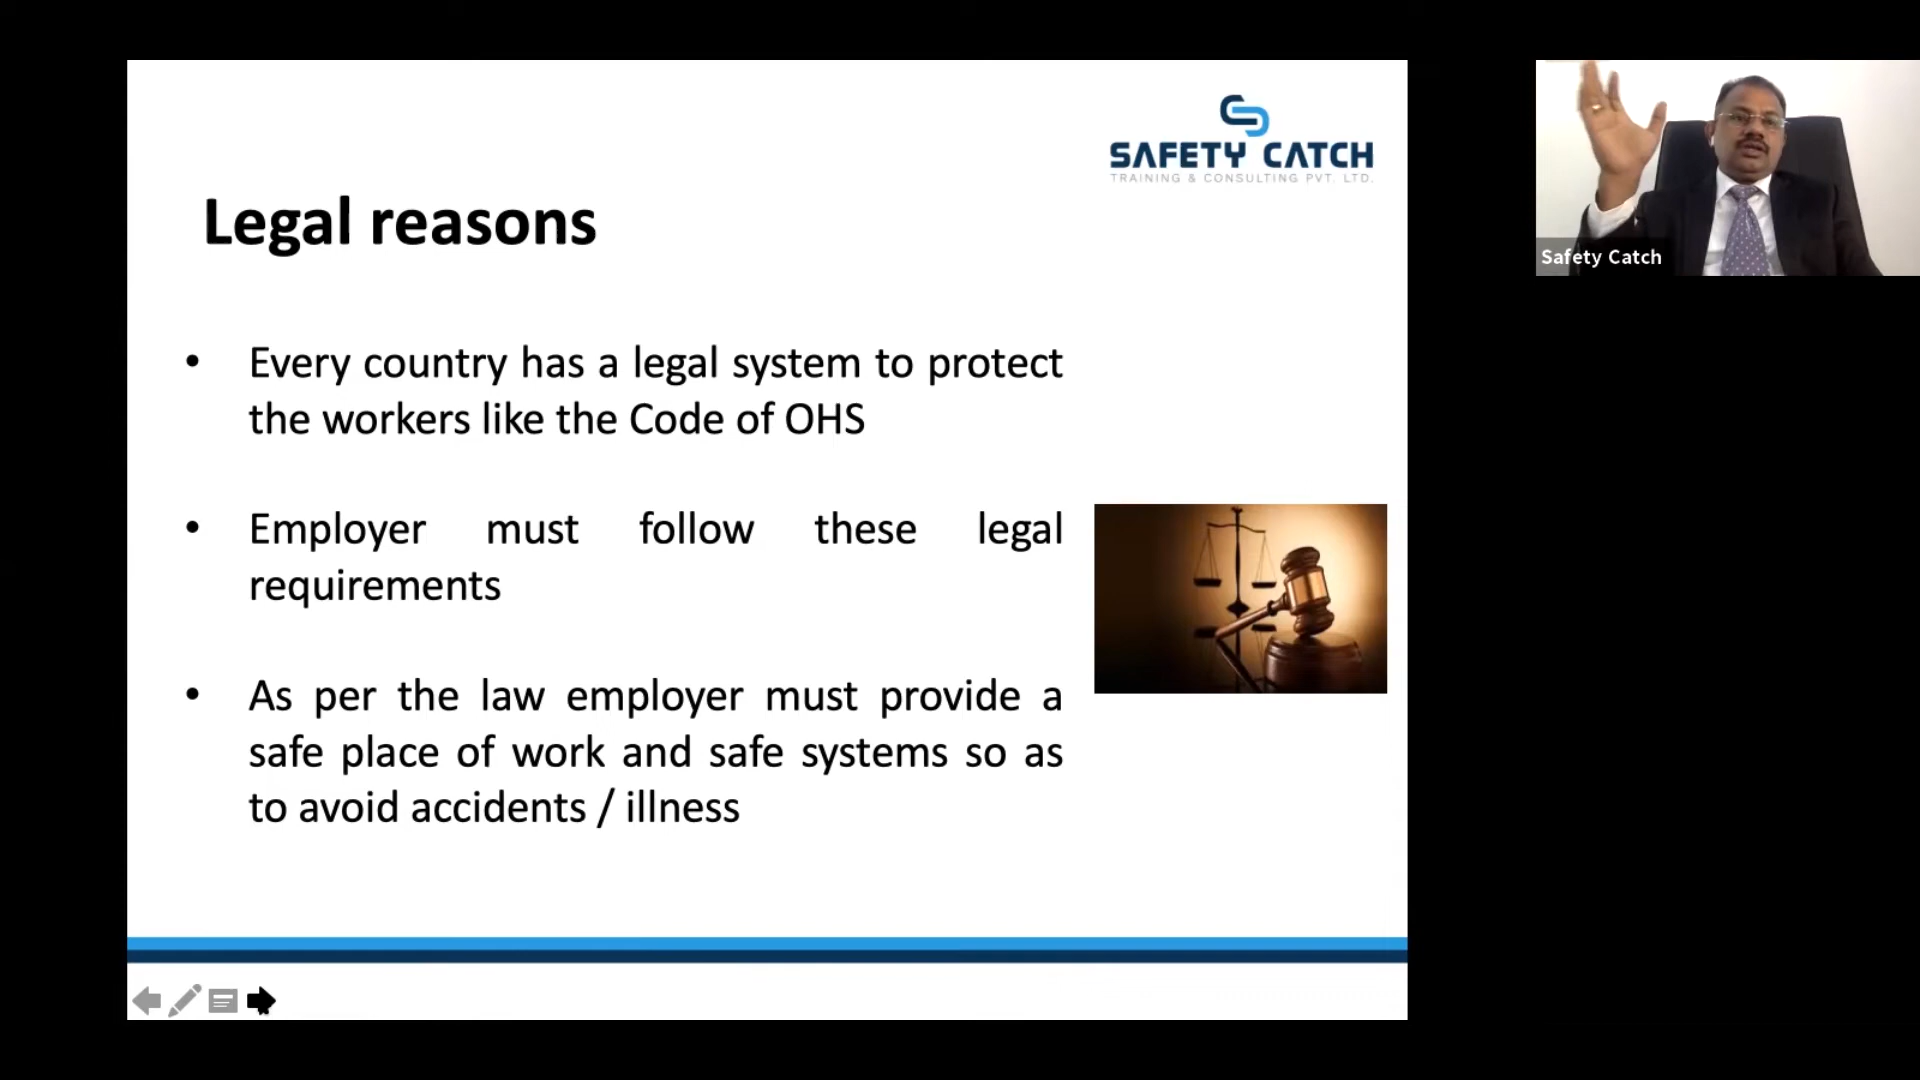 SAFETY CATCH
TRAINING & CONSULTING PVT. LTD.
Legal reasons
• Every country has a legal system to protect
the workers like the Code of OHS
• Employer must follow these legal
requirements
• As per the law employer must provide a
safe place of work and safe systems so as
to avoid accidents / illness
Safety Catch